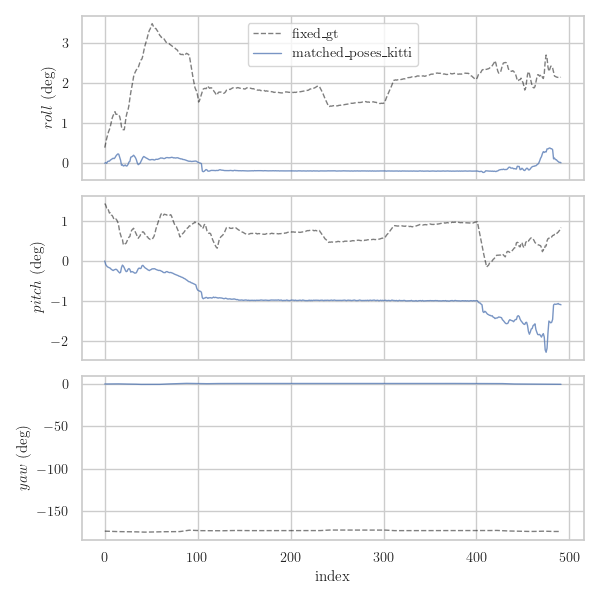 fixed_gt
matched_poses_kitti
3
2
1
0
roll (deg)
1
0
−1
−2
pitch (deg)
0
−50
−100
−150
yaw (deg)
0 100 200 300 400 500
index